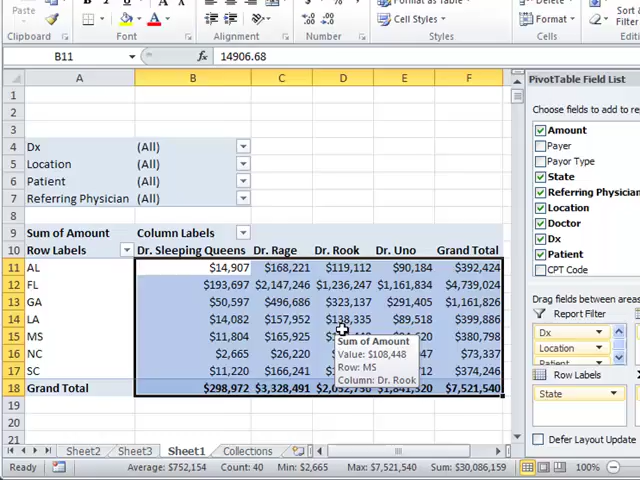 Paste
B
Format as Table
Delete
Cell Styles
Format
Clipboard
Font
Alignment
Number
Styles
Cells
B11
fx
14906.68
A B C D E F
PivotTable Field List
1
2
3
Choose fields to add to re
4 Dx (All)
5 Location (All)
6 Patient (All)
7 Referring Physician (All)
8
9 Sum of Amount Column Labels
10 Row Labels Dr. Sleeping Queens Dr. Rage Dr. Rook Dr. Uno Grand Total
11 AL $14,907 $168,221 $119,112 $90,184 $392,424
12 FL $193,697 $2,147,246 $1,236,247 $1,161,834 $4,739,024
13 GA $50,597 $496,686 $323,137 $291,405 $1,161,826
14 LA $14,082 $157,952 $138,335 $89,518 $399,886
15 MS $11,804 $165,925 $380,798
16 NC $2,665 $26,220 $73,337
17 SC $11,220 $166,241 $374,246
18 Grand Total $298,972 $3,328,491 $7,521,540
19
20
21
Sum of Amount
Value: $108,448
Row: MS
Column: Dr. Rook
Amount
Payer
Payor Type
State
Referring Physician
Location
Doctor
Dx
Patient
CPT Code
Drag fields between areas
Report Filter
Dx
Location
Row Labels
State
Defer Layout Update
Sheet2 Sheet3 Sheet1 Collections
Ready Average: $752,154 Count: 40 Min: $2,665 Max: $7,521,540 Sum: $30,086,159 100%